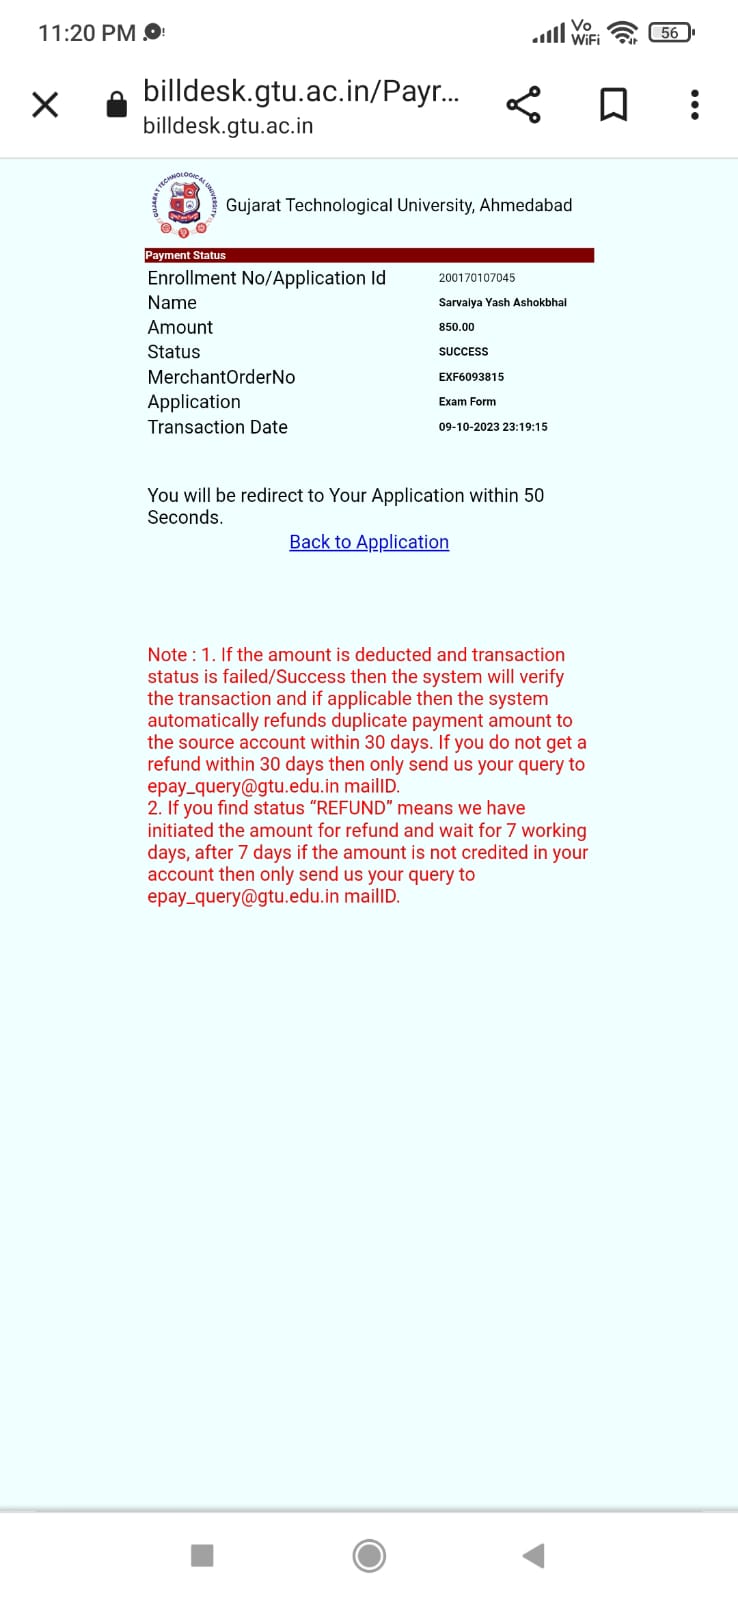 11:20 PM
Vo
WiFi
56
billdesk.gtu.ac.in/Payr...
billdesk.gtu.ac.in
GUJARAT TECHNOLOGICAL UNIVERSITY
Gujarat Technological University, Ahmedabad
Payment Status
Enrollment No/Application Id 200170107045
Name Sarvaiya Yash Ashokbhai
Amount 850.00
Status SUCCESS
MerchantOrderNo EXF6093815
Application Exam Form
Transaction Date 09-10-2023 23:19:15
You will be redirect to Your Application within 50
Seconds.
Back to Application
Note : 1. If the amount is deducted and transaction
status is failed/Success then the system will verify
the transaction and if applicable then the system
automatically refunds duplicate payment amount to
the source account within 30 days. If you do not get a
refund within 30 days then only send us your query to
epay_query@gtu.edu.in mailID.
2. If you find status “REFUND” means we have
initiated the amount for refund and wait for 7 working
days, after 7 days if the amount is not credited in your
account then only send us your query to
epay_query@gtu.edu.in mailID.